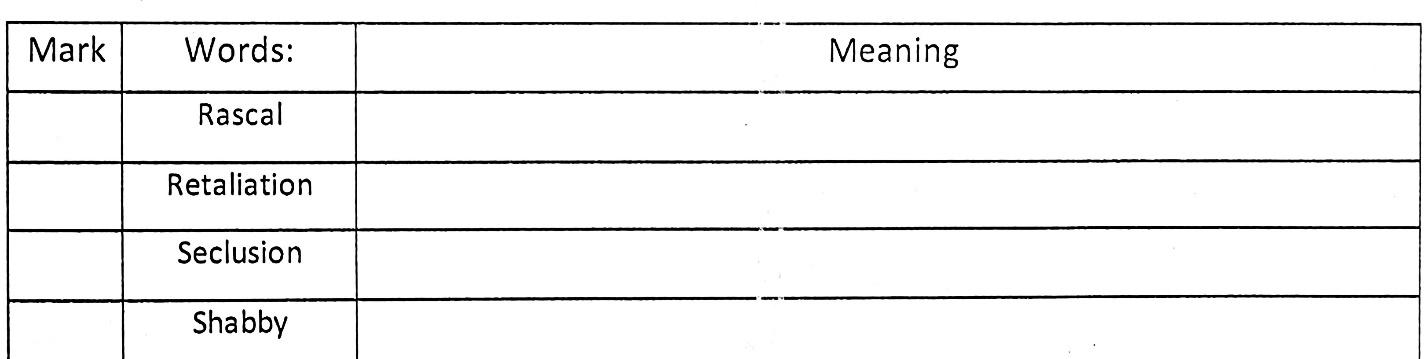 Mark Words: Meaning
Rascal
Retaliation
Seclusion
Shabby